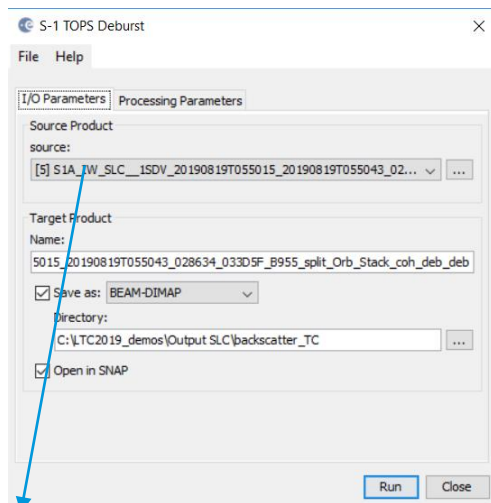 S-1 TOPS Deburst
File Help
I/O Parameters Processing Parameters
Source Product
source:
[5] S1A_IW_SLC__1SDV_20190819T055015_20190819T055043_02... ...
Target Product
Name:
5015_20190819T055043_028634_033D5F_B955_split_Orb_Stack_coh_deb_deb
Save as: BEAM-DIMAP
Directory:
C:\LTC2019_demos\Output SLC\backscatter_TC ...
Open in SNAP
Run Close